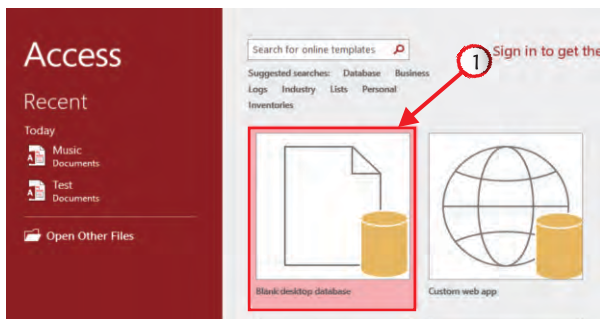 Access
Recent
Today
Music
Documents
Test
Documents
Open Other Files
Search for online templates
Suggested searches: Database Business
Logs Industry Lists Personal
Inventories
1
Sign in to get the
Blank desktop database
Custom web app